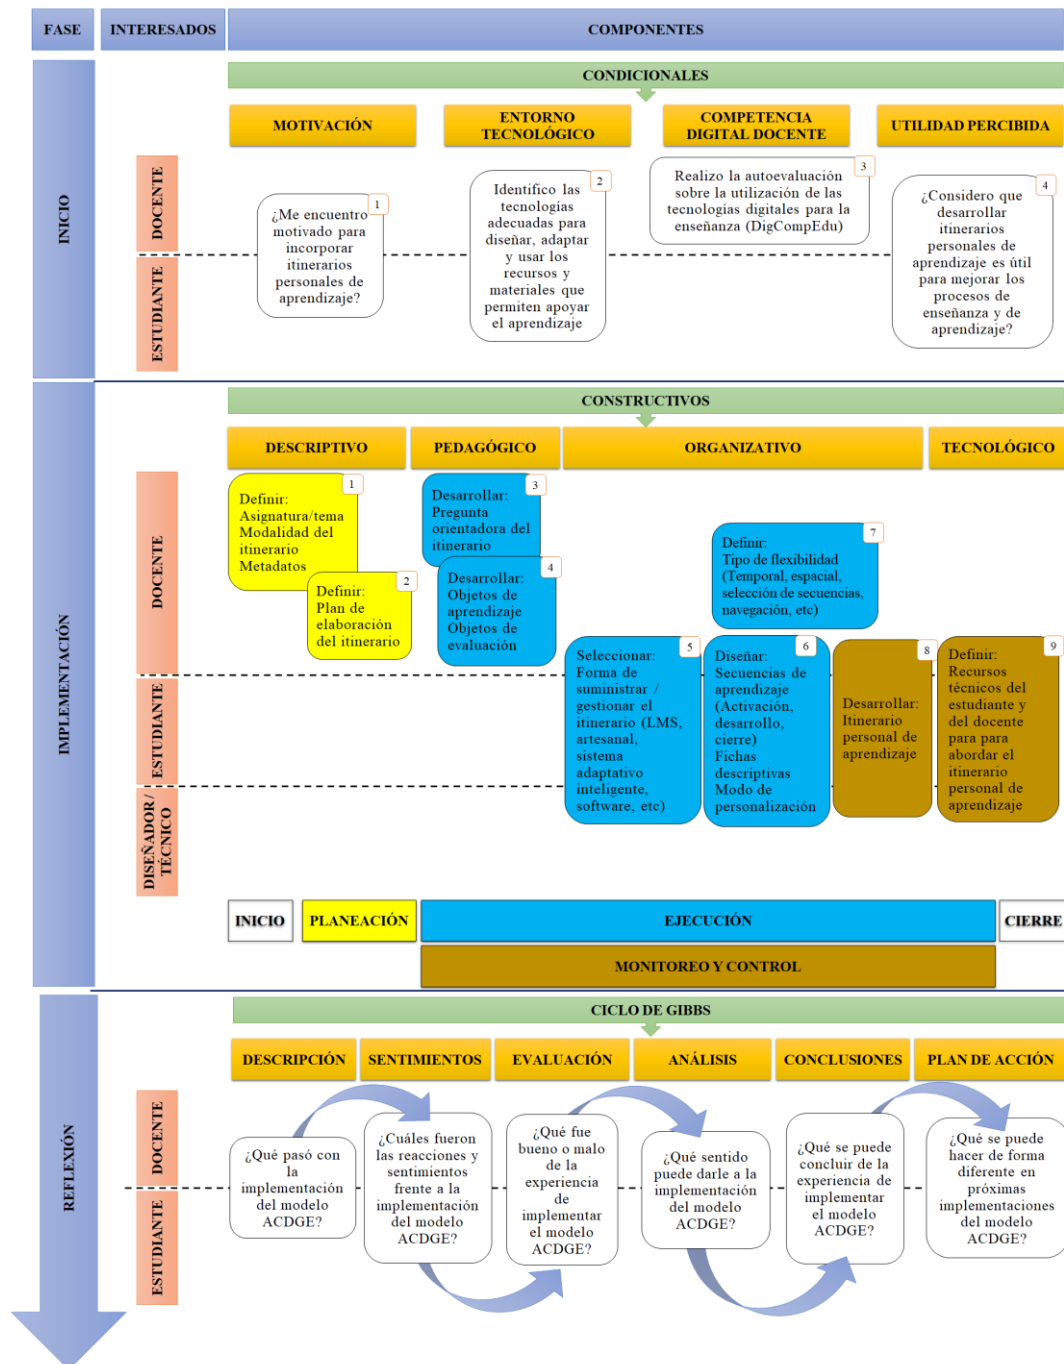 FASE
INTERESADOS
COMPONENTES
INICIO
CONDICIONALES
MOTIVACIÓN
ENTORNO
TECNOLÓGICO
COMPETENCIA
DIGITAL DOCENTE
UTILIDAD PERCIBIDA
DOCENTE
ESTUDIANTE
1
¿Me encuentro
motivado para
incorporar
itinerarios
personales de
aprendizaje?
2
Identifico las
tecnologías
adecuadas para
diseñar, adaptar
y usar los
recursos y
materiales que
permiten apoyar
el aprendizaje
3
Realizo la autoevaluación
sobre la utilización de las
tecnologías digitales para la
enseñanza (DigCompEdu)
4
¿Considero que
desarrollar
itinerarios
personales de
aprendizaje es útil
para mejorar los
procesos de
enseñanza y de
aprendizaje?
IMPLEMENTACIÓN
CONSTRUCTIVOS
DESCRIPTIVO
PEDAGÓGICO
ORGANIZATIVO
TECNOLÓGICO
DOCENTE
ESTUDIANTE
DISEÑADOR /
TÉCNICO
1
Definir:
Asignatura/tema
Modalidad del
itinerario
Metadatos
2
Definir:
Plan de
elaboración
del itinerario
3
Desarrollar:
Pregunta
orientadora del
itinerario
4
Desarrollar:
Objetos de
aprendizaje
Objetos de
evaluación
5
Seleccionar:
Forma de
suministrar /
gestionar el
itinerario (LMS,
artesanal,
sistema
adaptativo
inteligente,
software, etc)
6
Diseñar:
Secuencias de
aprendizaje
(Activación,
desarrollo,
cierre)
Fichas
descriptivas
Modo de
personalización
7
Definir:
Tipo de flexibilidad
(Temporal, espacial,
selección de secuencias,
navegación, etc)
8
Desarrollar:
Itinerario
personal de
aprendizaje
9
Definir:
Recursos
técnicos del
estudiante y
del docente
para para
abordar el
itinerario
personal de
aprendizaje
INICIO
PLANEACIÓN
EJECUCIÓN
CIERRE
MONITOREO Y CONTROL
REFLEXIÓN
CICLO DE GIBBS
DESCRIPCIÓN
SENTIMIENTOS
EVALUACIÓN
ANÁLISIS
CONCLUSIONES
PLAN DE ACCIÓN
DOCENTE
ESTUDIANTE
¿Qué pasó con
la
implementación
del modelo
ACDGE?
¿Cuáles fueron
las reacciones y
sentimientos
frente a la
implementación
del modelo
ACDGE?
¿Qué fue
bueno o malo
de la
experiencia
de
implementar
el modelo
ACDGE?
¿Qué sentido
puede darle a la
implementación
del modelo
ACDGE?
¿Qué se puede
concluir de la
experiencia de
implementar
el modelo
ACDGE?
¿Qué se puede
hacer de forma
diferente en
próximas
implementaciones
del modelo
ACDGE?